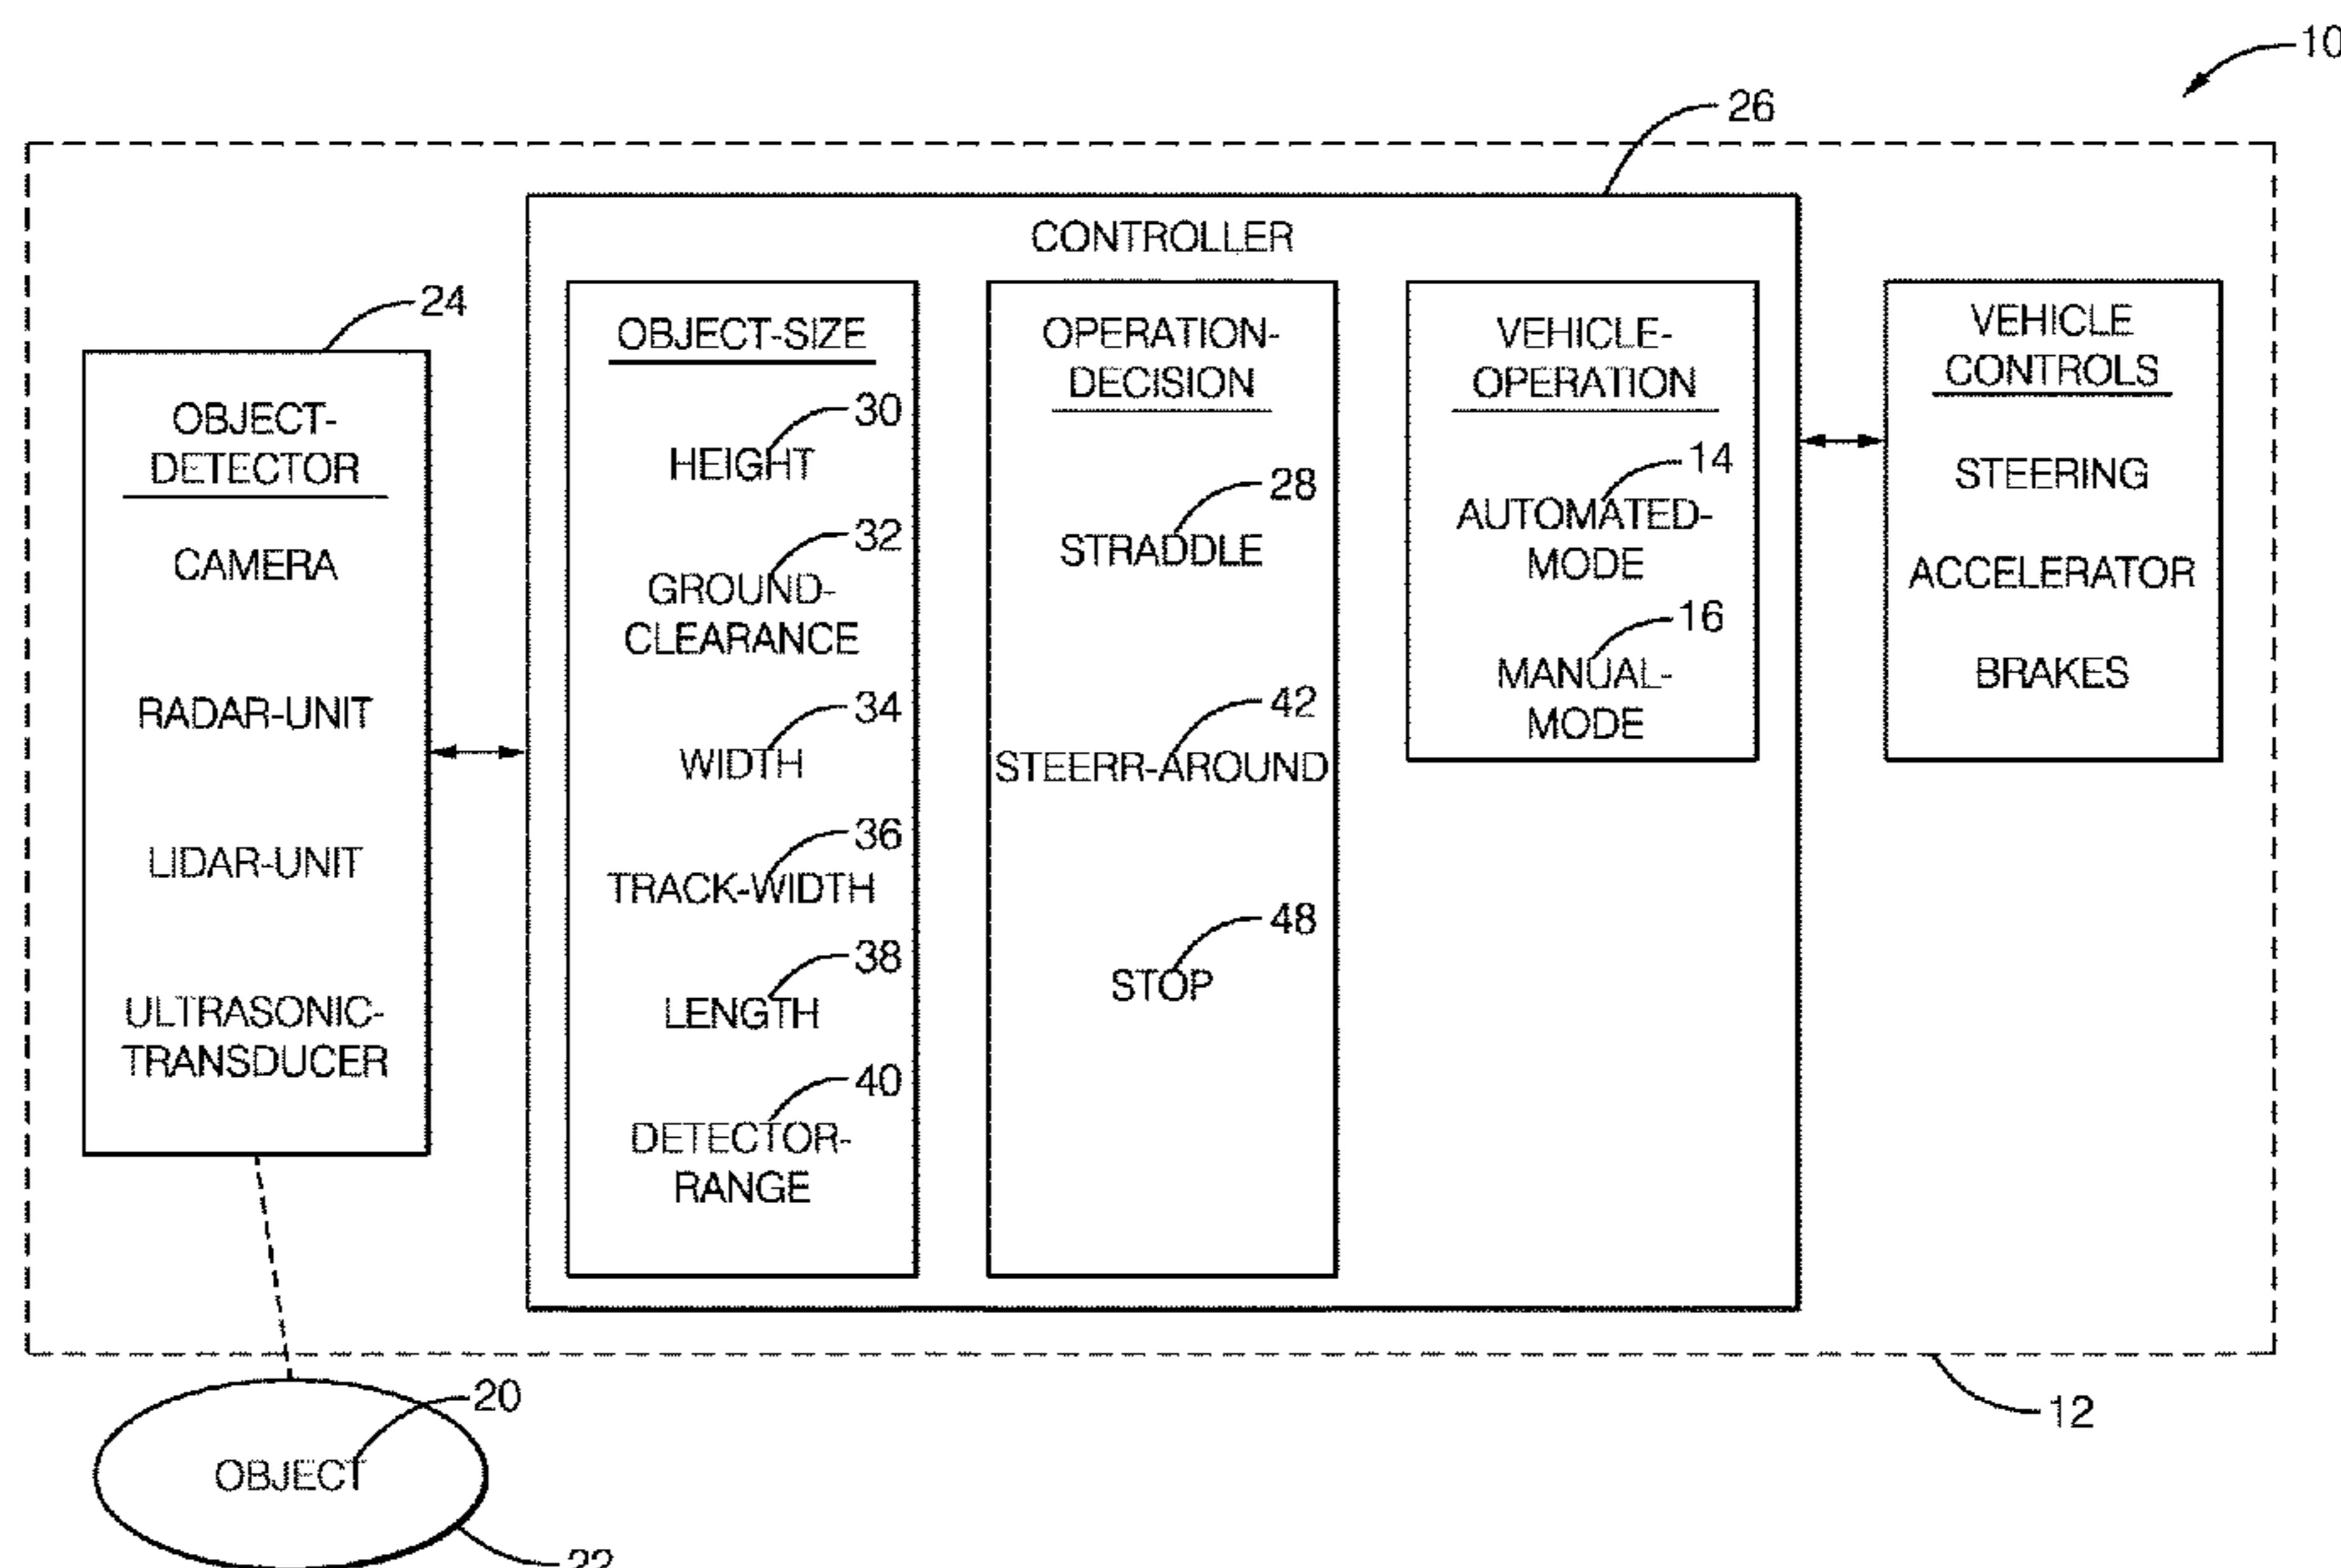 10
26
CONTROLLER
24
OBJECT-
DETECTOR
CAMERA
RADAR-UNIT
LIDAR-UNIT
ULTRASONIC-
TRANSDUCER
OBJECT-SIZE
30
HEIGHT
32
GROUND-
CLEARANCE
34
WIDTH
36
TRACK-WIDTH
38
LENGTH
40
DETECTOR-
RANGE
OPERATION-
DECISION
28
STRADDLE
42
STEERR-AROUND
48
STOP
VEHICLE-
OPERATION
14
AUTOMATED-
MODE
16
MANUAL-
MODE
VEHICLE
CONTROLS
STEERING
ACCELERATOR
BRAKES
12
20
OBJECT
22